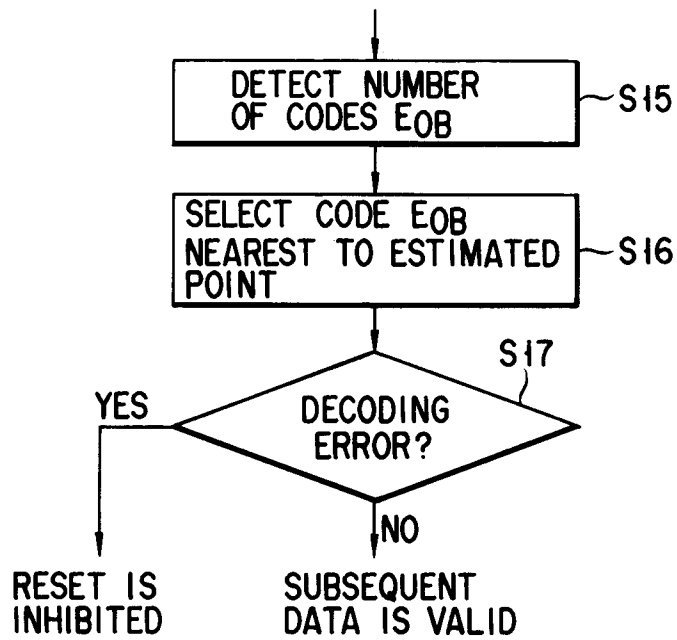 DETECT NUMBER
OF CODES EOB
S15
SELECT CODE EOB
NEAREST TO ESTIMATED
POINT
S16
S17
YES
DECODING
ERROR?
NO
RESET IS
INHIBITED
SUBSEQUENT
DATA IS VALID